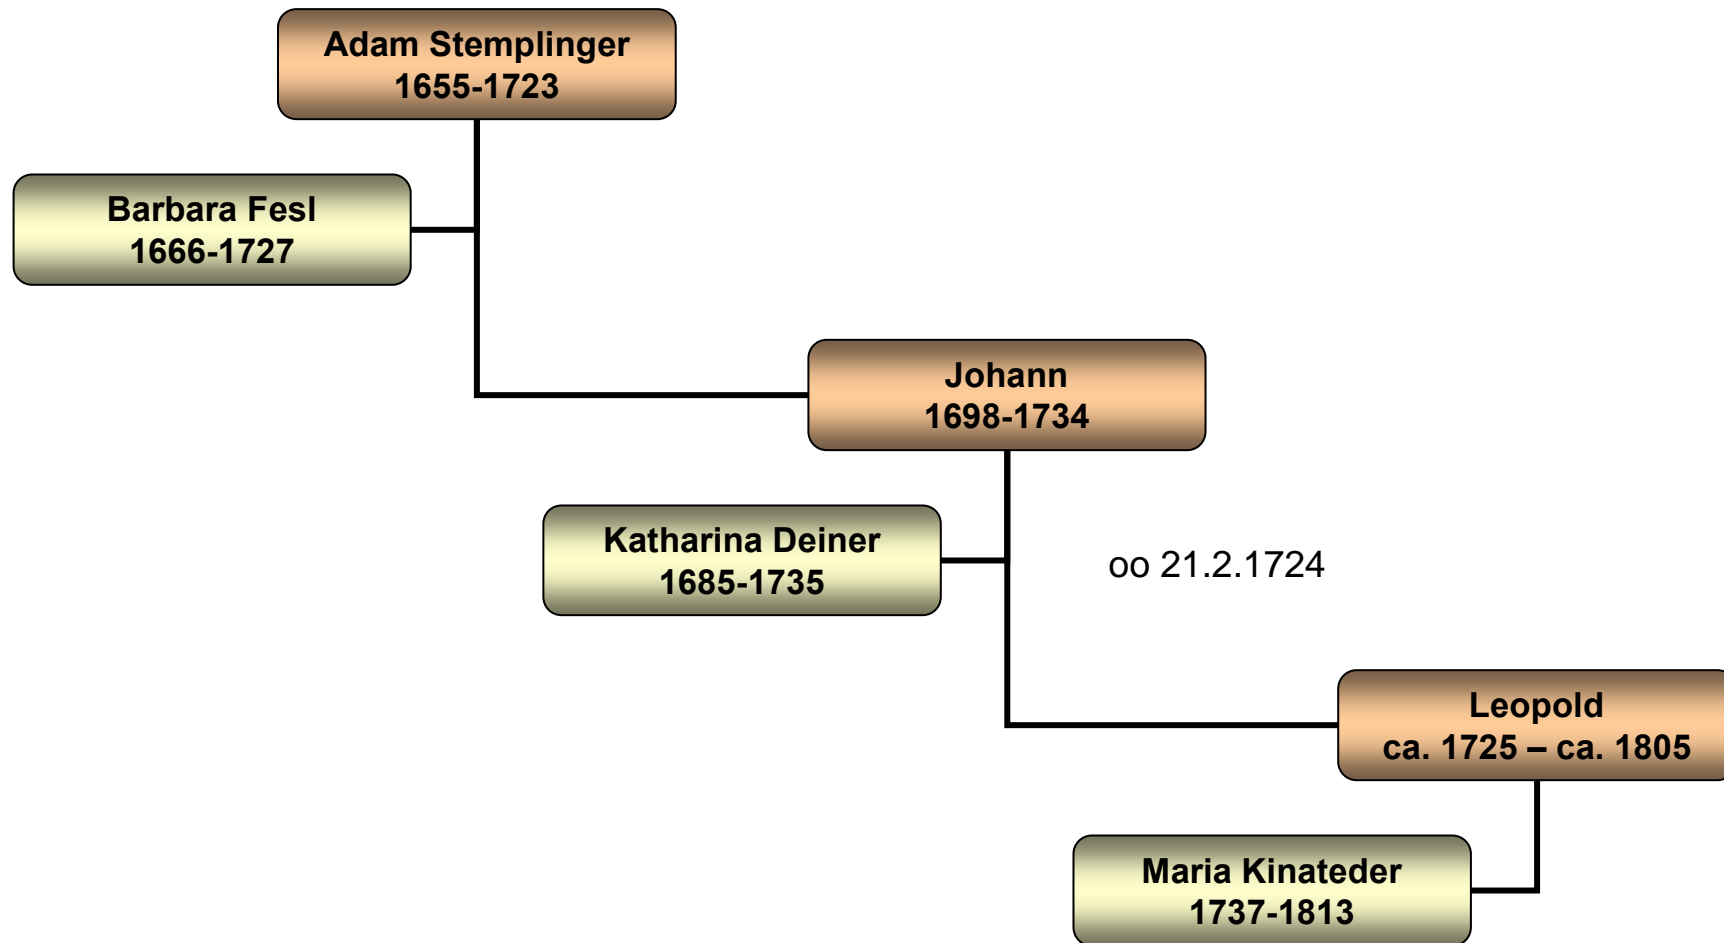 Adam Stemplinger
1655-1723
Barbara Fesl
1666-1727
Johann
1698-1734
Katharina Deiner
1685-1735
oo 21.2.1724
Leopold
ca. 1725 – ca. 1805
Maria Kinateder
1737-1813